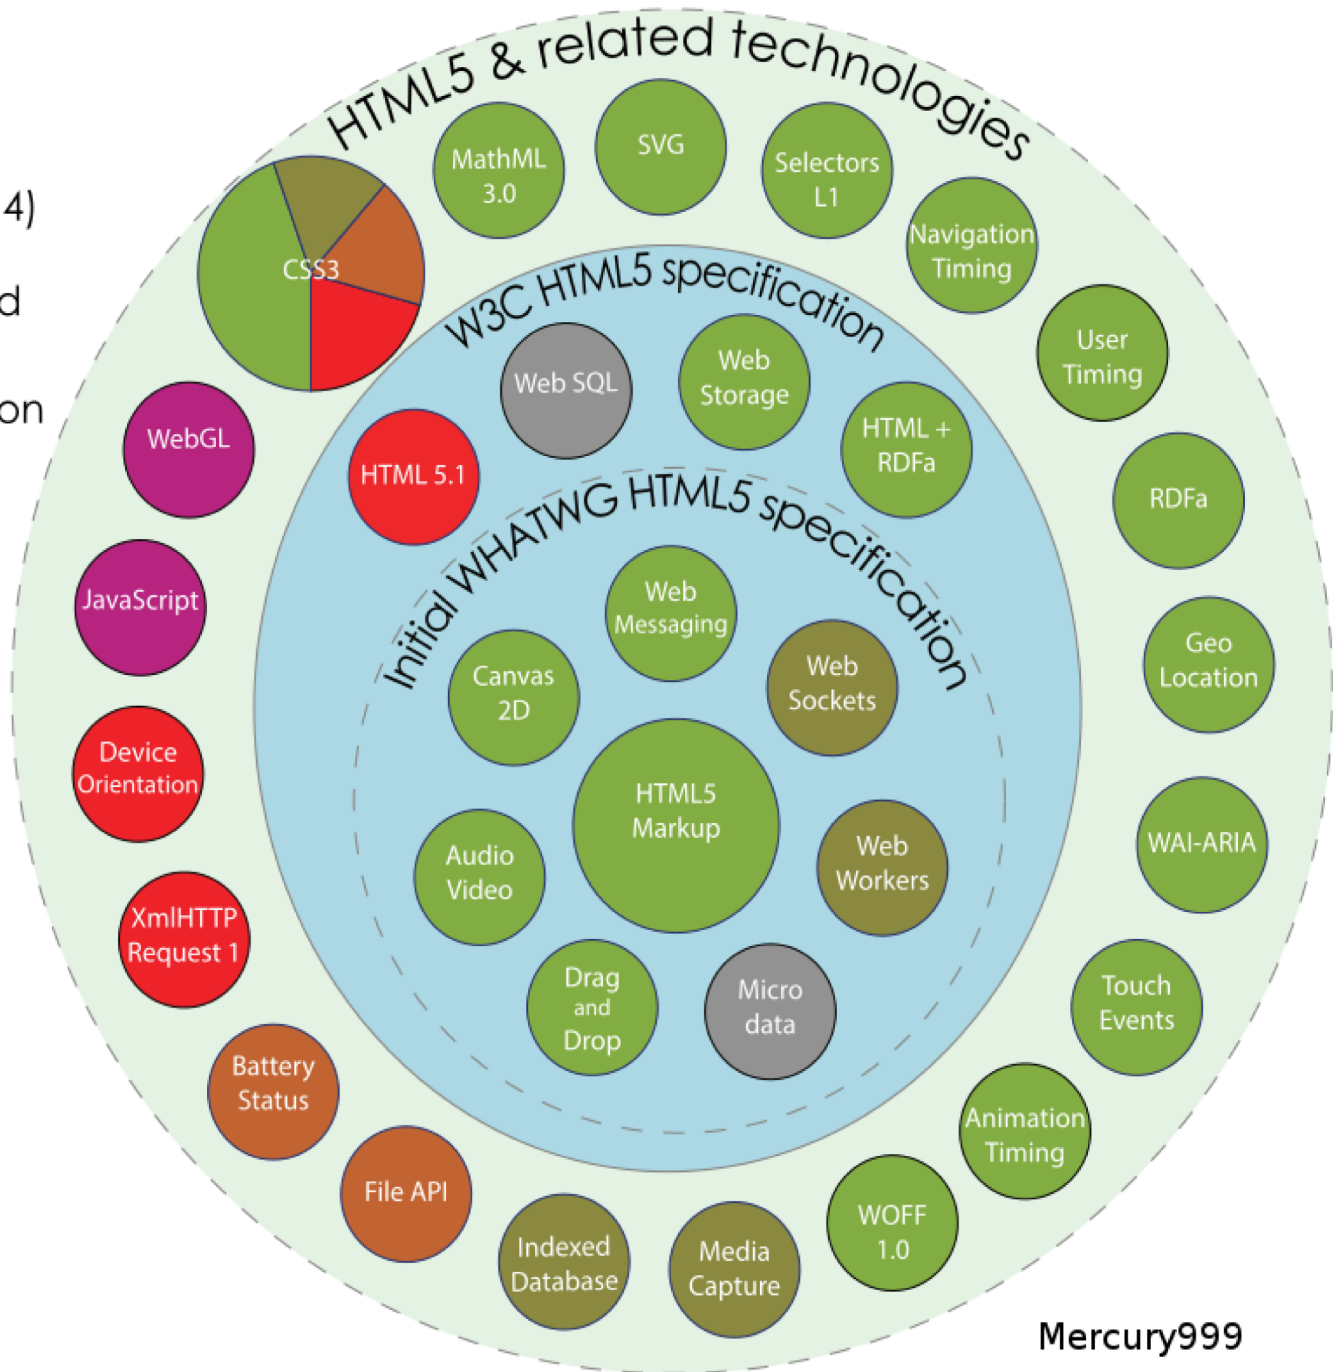 HTML5 & related technologies
4)
d
on
MathML
3.0
SVG
Selectors
L1
Navigation
Timing
User
Timing
RDFa
Geo
Location
WAI-ARIA
Touch
Events
Animation
Timing
WOFF
1.0
Media
Capture
Indexed
Database
File API
Battery
Status
XmlHTTP
Request 1
Device
Orientation
JavaScript
WebGL
CSS3
W3C HTML5 specification
HTML 5.1
Web SQL
Web
Storage
HTML +
RDFa
Initial WHATWG HTML5 specification
Web
Messaging
Canvas
2D
Web
Sockets
HTML5
Markup
Audio
Video
Web
Workers
Drag
and
Drop
Micro
data
Mercury999